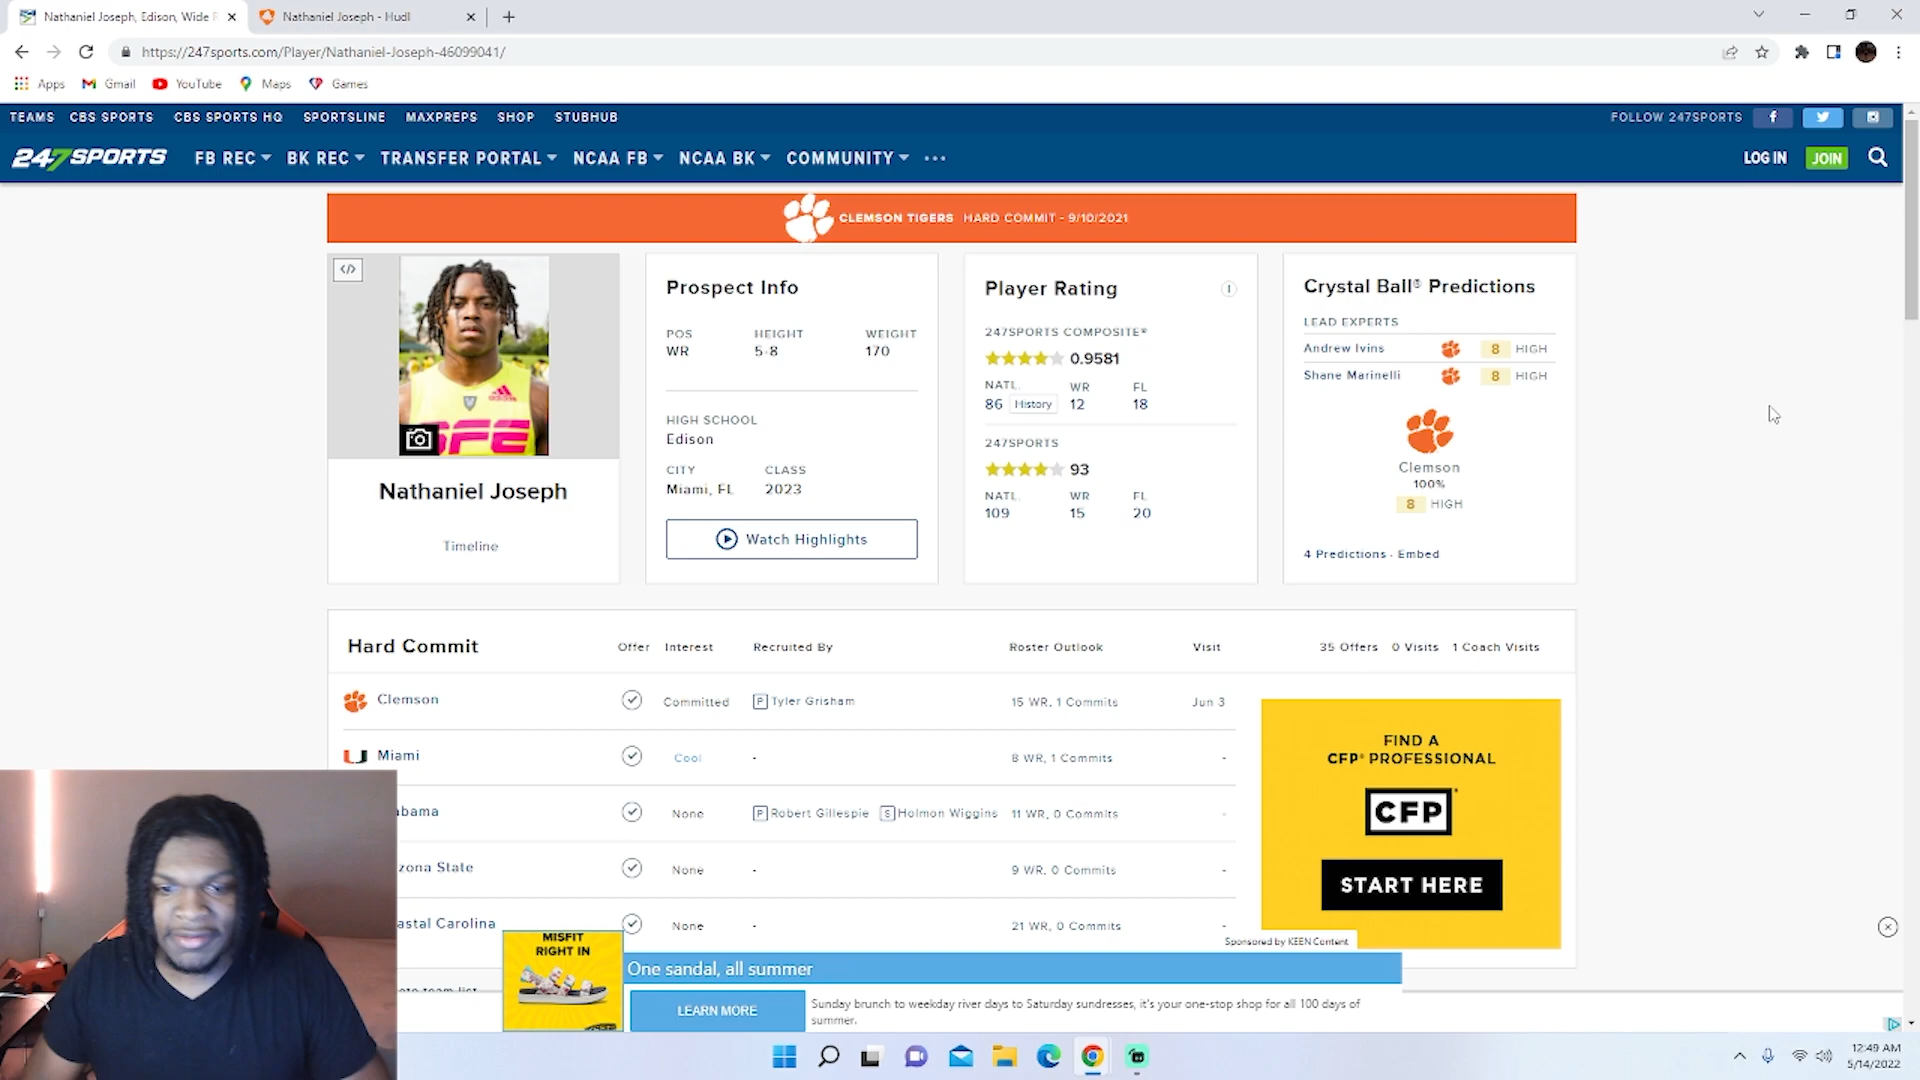 Nathaniel Joseph, Edison, Wide R
Nathaniel Joseph - Hudl
https://247sports.com/Player/Nathaniel-Joseph-46099041/
Apps Gmail YouTube Maps Games
TEAMS CBS SPORTS CBS SPORTS HQ SPORTSLINE MAXPREPS SHOP STUBHUB FOLLOW 247SPORTS
247SPORTS FB REC BK REC TRANSFER PORTAL NCAA FB NCAA BK COMMUNITY LOG IN JOIN
CLEMSON TIGERS HARD COMMIT - 9/10/2021
</>
Nathaniel Joseph
Timeline
Prospect Info
POS HEIGHT WEIGHT
WR 5-8 170
HIGH SCHOOL
Edison
CITY CLASS
Miami, FL 2023
Watch Highlights
Player Rating
247SPORTS COMPOSITE®
0.9581
NATL. WR FL
86 History 12 18
247SPORTS
93
NATL. WR FL
109 15 20
Crystal Ball® Predictions
LEAD EXPERTS
Andrew Ivins 8 HIGH
Shane Marinelli 8 HIGH
Clemson
100%
8 HIGH
4 Predictions - Embed
Hard Commit Offer Interest Recruited By Roster Outlook Visit 35 Offers 0 Visits 1 Coach Visits
Clemson Committed P Tyler Grisham 15 WR, 1 Commits Jun 3
Miami Cool - 8 WR, 1 Commits -
bama None P Robert Gillespie S Holmon Wiggins 11 WR, 0 Commits -
zona State None - 9 WR, 0 Commits -
astal Carolina None - 21 WR, 0 Commits -
FIND A
CFP® PROFESSIONAL
CFP
START HERE
Sponsored by KEEN Content
MISFIT
RIGHT IN
One sandal, all summer
LEARN MORE
Sunday brunch to weekday river days to Saturday sundresses, it's your one-stop shop for all 100 days of
summer.
12:49 AM
5/14/2022